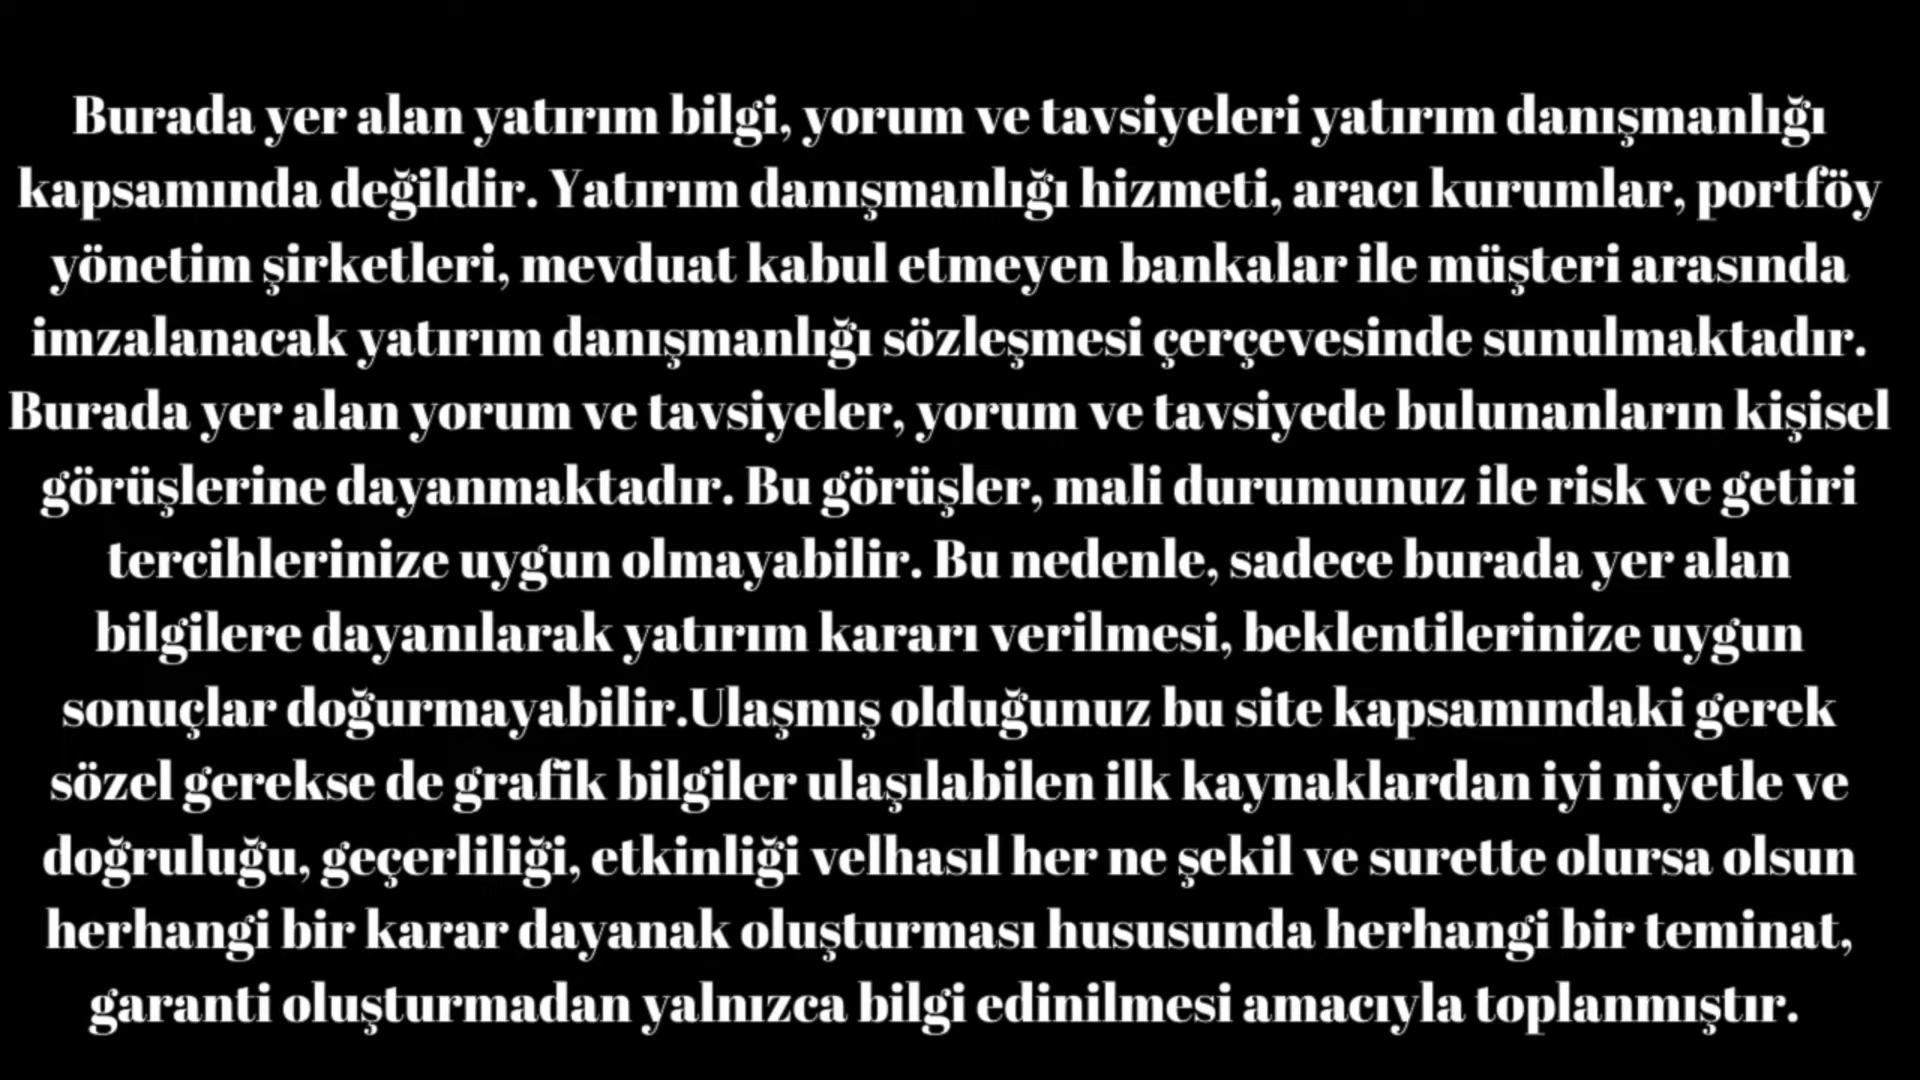 Burada yer alan yatırım bilgi, yorum ve tavsiyeleri yatırım danışmanlığı
kapsamında değildir. Yatırım danışmanlığı hizmeti, aracı kurumlar, portföy
yönetim şirketleri, mevduat kabul etmeyen bankalar ile müşteri arasında
imzalanacak yatırım danışmanlığı sözleşmesi çerçevesinde sunulmaktadır.
Burada yer alan yorum ve tavsiyeler, yorum ve tavsiyede bulunanların kişisel
görüşlerine dayanmaktadır. Bu görüşler, mali durumunuz ile risk ve getiri
tercihlerinize uygun olmayabilir. Bu nedenle, sadece burada yer alan
bilgilere dayanılarak yatırım kararı verilmesi, beklentilerinize uygun
sonuçlar doğurmayabilir.Ulaşmış olduğunuz bu site kapsamındaki gerek
sözel gerekse de grafik bilgiler ulaşılabilen ilk kaynaklardan iyi niyetle ve
doğruluğu, geçerliliği, etkinliği velhasıl her ne şekil ve surette olursa olsun
herhangi bir karar dayanak oluşturması hususunda herhangi bir teminat,
garanti oluşturmadan yalnızca bilgi edinilmesi amacıyla toplanmıştır.